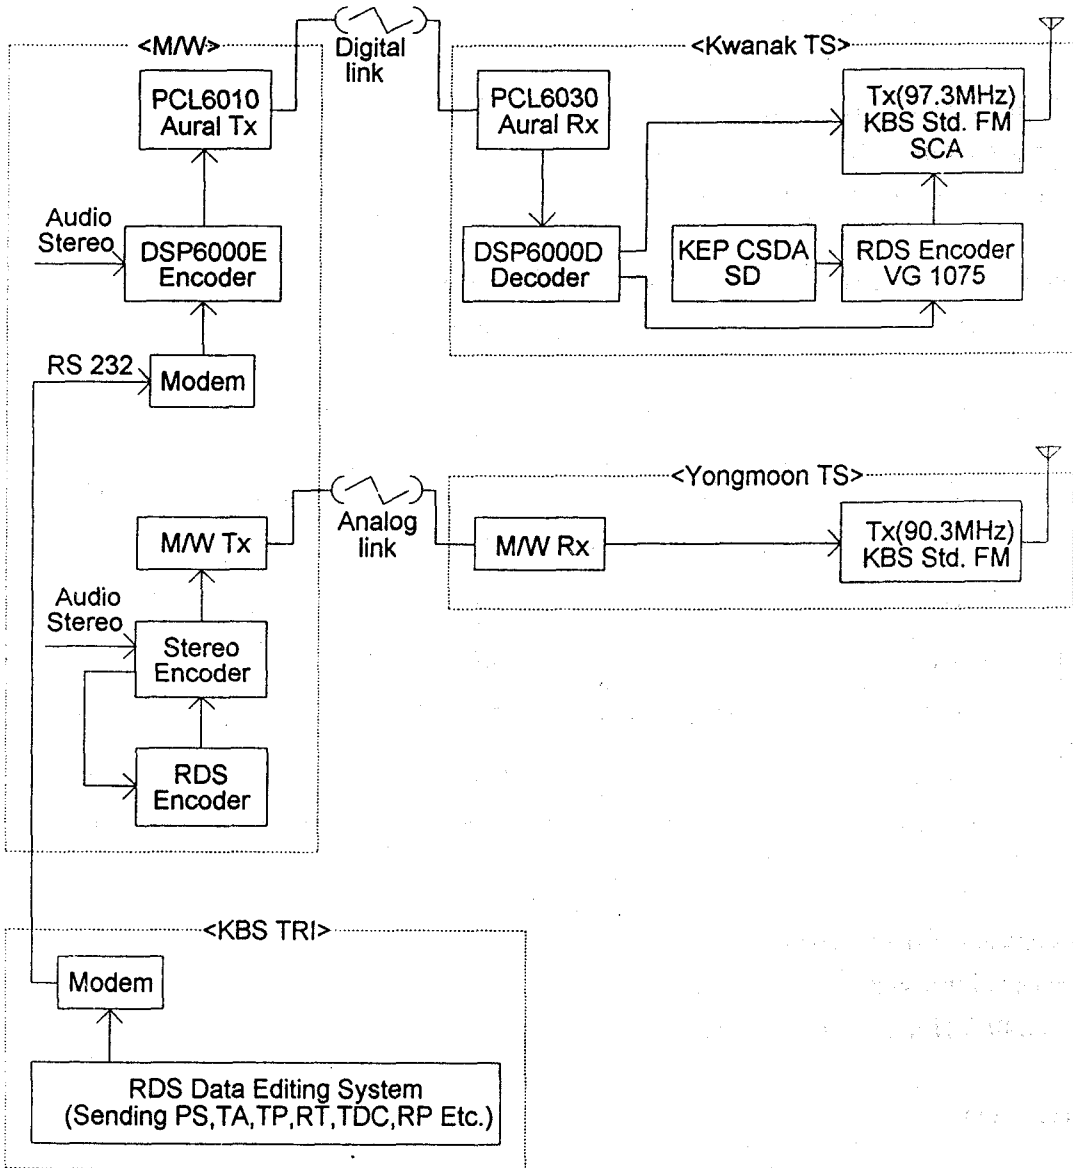 <M/W>
Digital
link
<Kwanak TS>
PCL6010
Aural Tx
PCL6030
Aural Rx
Tx(97.3MHz)
KBS Std. FM
SCA
Audio
Stereo
DSP6000E
Encoder
DSP6000D
Decoder
KEP CSDA
SD
RDS Encoder
VG 1075
RS 232
Modem
<Yongmoon TS>
M/W Tx
Analog
link
M/W Rx
Tx(90.3MHz)
KBS Std. FM
Audio
Stereo
Stereo
Encoder
RDS
Encoder
<KBS TRI>
Modem
RDS Data Editing System
(Sending PS,TA,TP,RT,TDC,RP Etc.)